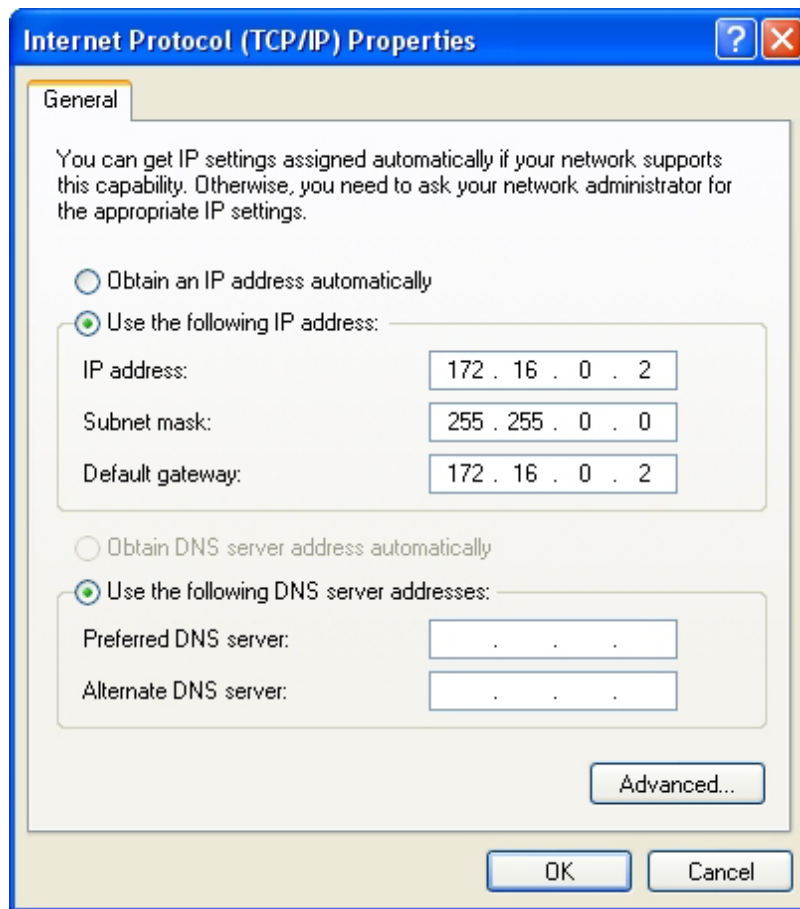 Internet Protocol (TCP/IP) Properties
General
You can get IP settings assigned automatically if your network supports
this capability. Otherwise, you need to ask your network administrator for
the appropriate IP settings.
Obtain an IP address automatically
Use the following IP address:
IP address: 172 . 16 . 0 . 2
Subnet mask: 255 . 255 . 0 . 0
Default gateway: 172 . 16 . 0 . 2
Obtain DNS server address automatically
Use the following DNS server addresses:
Preferred DNS server: . . .
Alternate DNS server: . . .
Advanced...
OK Cancel